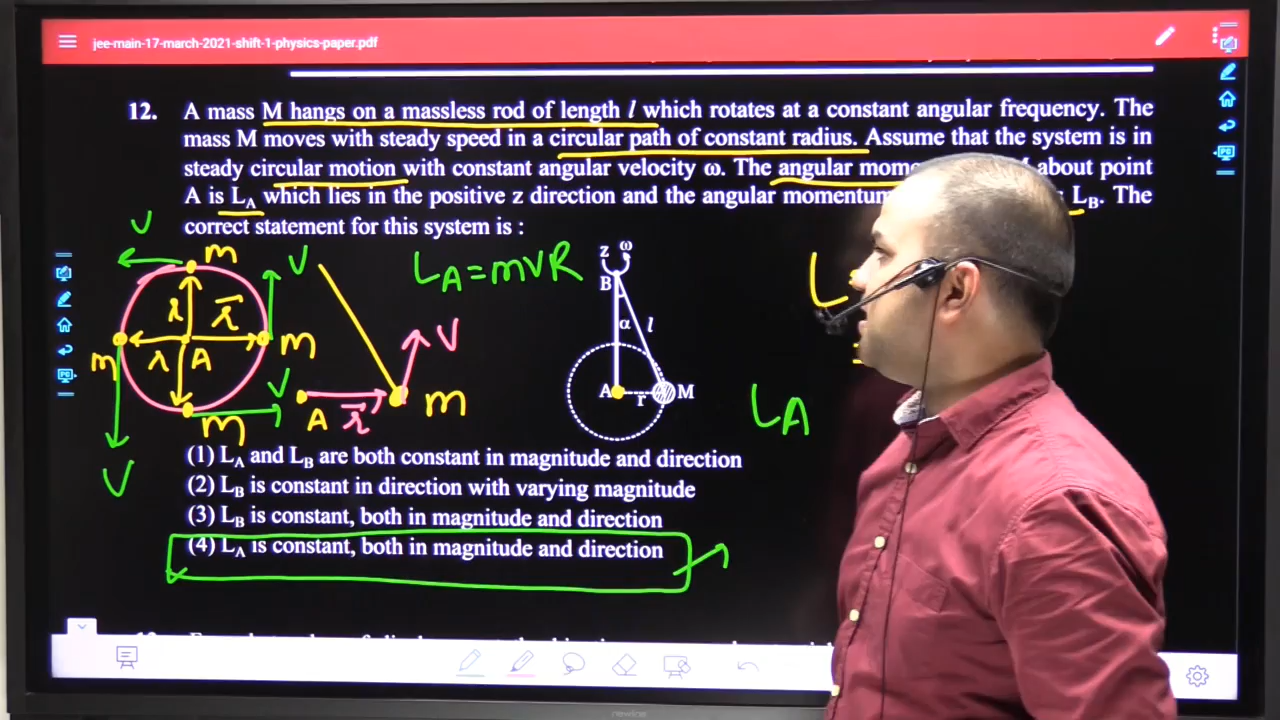 jee-main-17-march-2021-shift-1-physics-paper.pdf
12. A mass M hangs on a massless rod of length l which rotates at a constant angular frequency. The
mass M moves with steady speed in a circular path of constant radius. Assume that the system is in
steady circular motion with constant angular velocity ω. The angular M about point
A is L_A which lies in the positive z direction and the angular momentum L_B. The
correct statement for this system is :
V
m
V
L_A = mVR
z ω
B
L
r
r⃗
α l
V
m
r
A
m
V
m
V
A
r⃗
m
A
r
M
L_A
V
(1) L_A and L_B are both constant in magnitude and direction
(2) L_B is constant in direction with varying magnitude
(3) L_B is constant, both in magnitude and direction
(4) L_A is constant, both in magnitude and direction